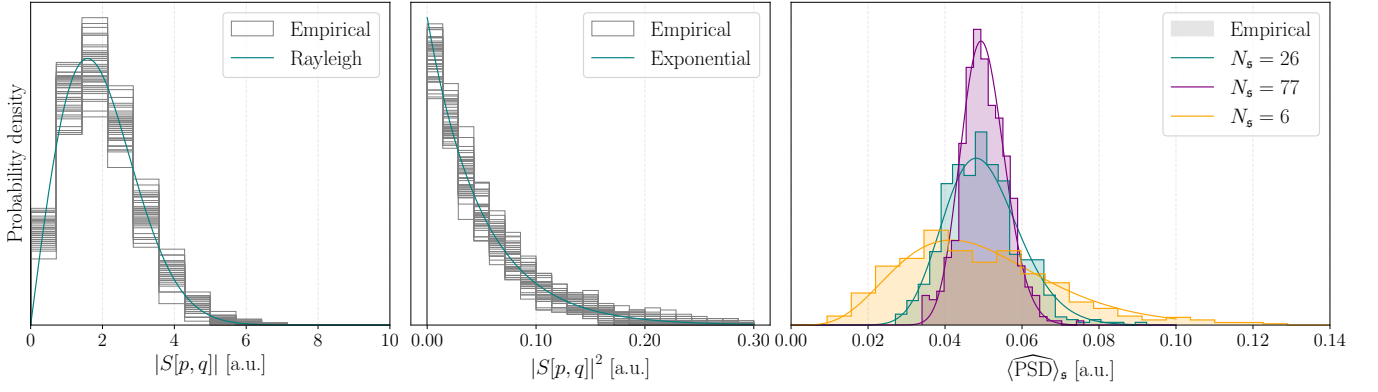 Probability density
Empirical
Rayleigh
0 2 4 6 8 10
|S[p, q]| [a.u.]
Empirical
Exponential
0.00 0.10 0.20 0.30
|S[p, q]|² [a.u.]
Empirical
N𝔰 = 26
N𝔰 = 77
N𝔰 = 6
0.00 0.02 0.04 0.06 0.08 0.10 0.12 0.14
⟨P̂SD⟩𝔰 [a.u.]